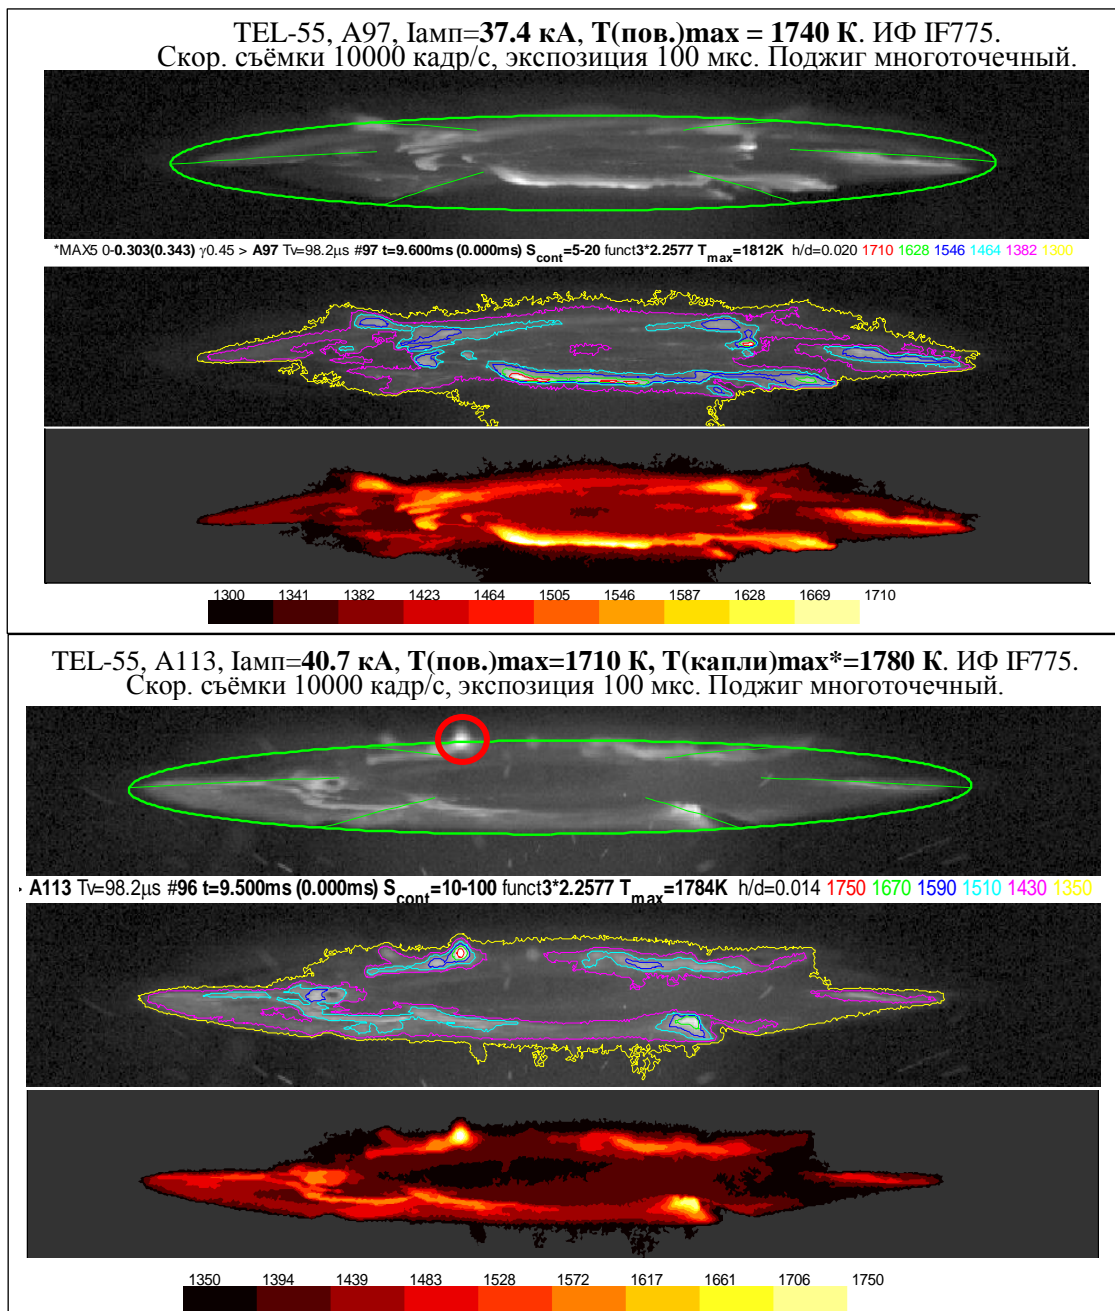 TEL-55, A97, Iамп=37.4 кА, Т(пов.)max = 1740 К. ИФ IF775.
Скор. съёмки 10000 кадр/с, экспозиция 100 мкс. Поджиг многоточечный.
*MAX5 0-0.303(0.343) γ0.45 > A97 Tv=98.2μs #97 t=9.600ms (0.000ms) S_cont=5-20 funct3*2.2577 T_max=1812K h/d=0.020 1710 1628 1546 1464 1382 1300
1300 1341 1382 1423 1464 1505 1546 1587 1628 1669 1710
TEL-55, A113, Iамп=40.7 кА, Т(пов.)max=1710 К, Т(капли)max*=1780 К. ИФ IF775.
Скор. съёмки 10000 кадр/с, экспозиция 100 мкс. Поджиг многоточечный.
> A113 Tv=98.2μs #96 t=9.500ms (0.000ms) S_cont=10-100 funct3*2.2577 T_max=1784K h/d=0.014 1750 1670 1590 1510 1430 1350
1350 1394 1439 1483 1528 1572 1617 1661 1706 1750